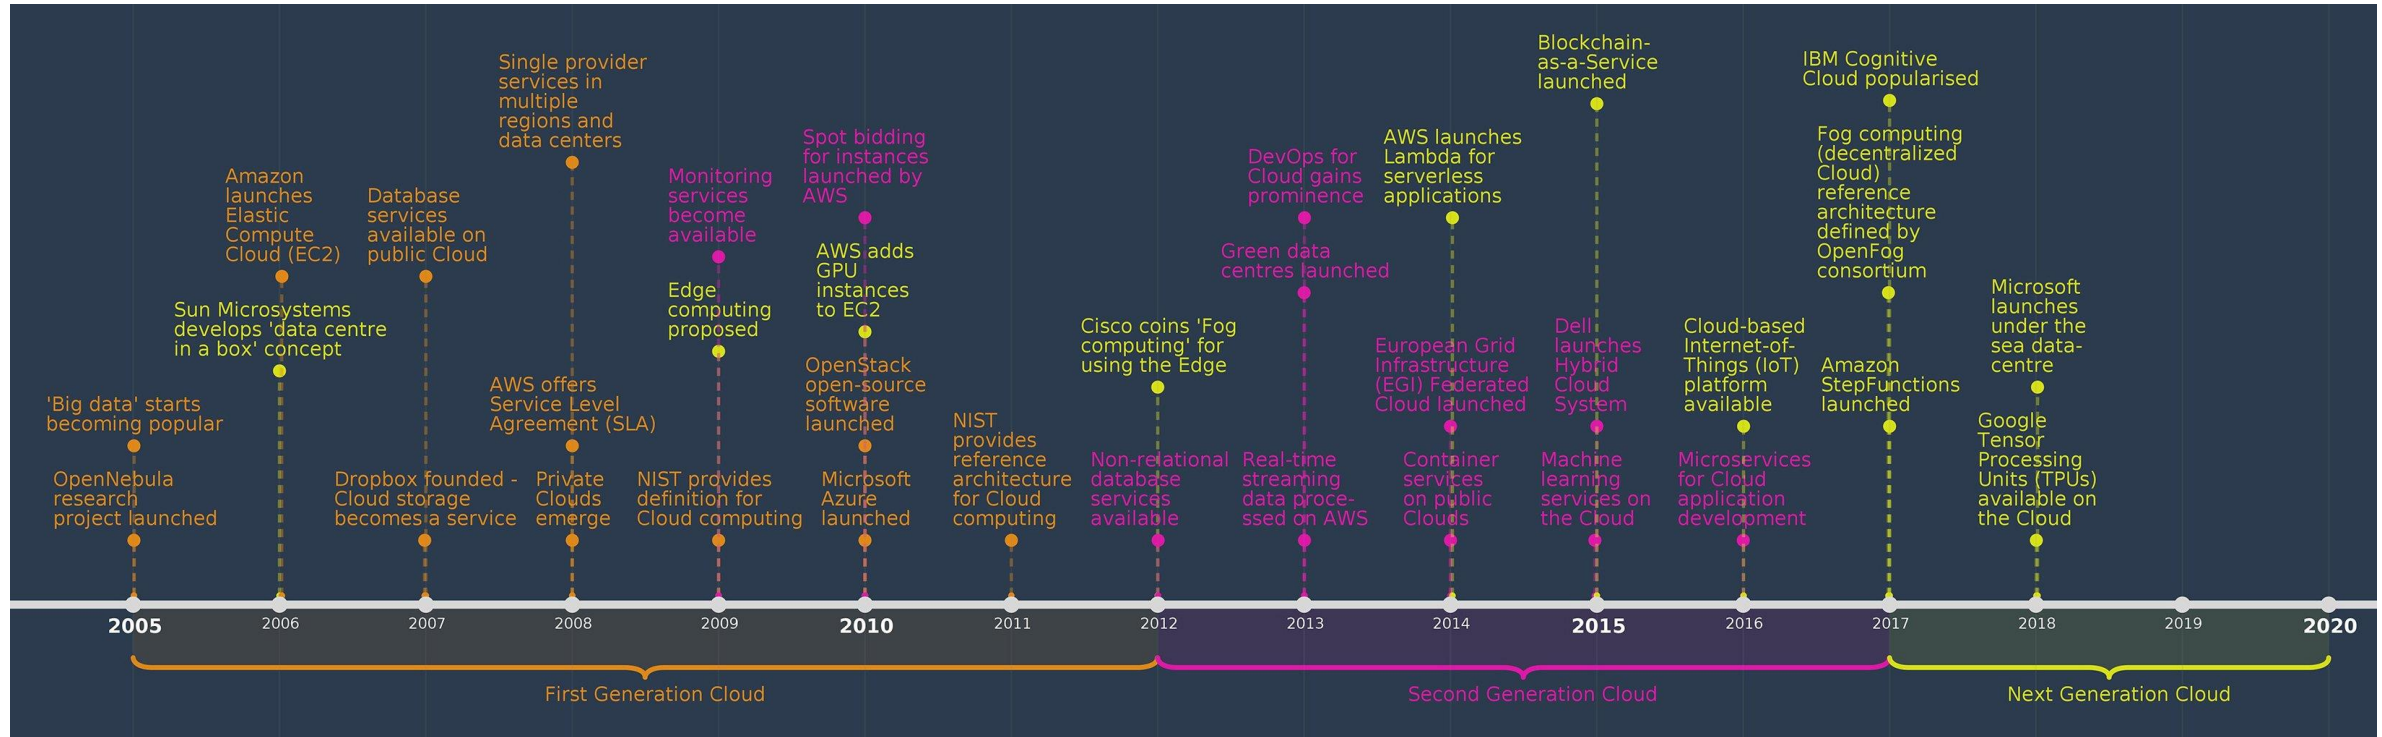 'Big data' starts
becoming popular
OpenNebula
research
project launched
Amazon
launches
Elastic
Compute
Cloud (EC2)
Sun Microsystems
develops 'data centre
in a box' concept
Database
services
available on
public Cloud
Dropbox founded -
Cloud storage
becomes a service
Single provider
services in
multiple
regions and
data centers
AWS offers
Service Level
Agreement (SLA)
Private
Clouds
emerge
Monitoring
services
become
available
Edge
computing
proposed
NIST provides
definition for
Cloud computing
Spot bidding
for instances
launched by
AWS
AWS adds
GPU
instances
to EC2
OpenStack
open-source
software
launched
Microsoft
Azure
launched
NIST
provides
reference
architecture
for Cloud
computing
Cisco coins 'Fog
computing' for
using the Edge
Non-relational
database
services
available
DevOps for
Cloud gains
prominence
Green data
centres launched
Real-time
streaming
data proce-
ssed on AWS
AWS launches
Lambda for
serverless
applications
European Grid
Infrastructure
(EGI) Federated
Cloud launched
Container
services
on public
Clouds
Blockchain-
as-a-Service
launched
Dell
launches
Hybrid
Cloud
System
Machine
learning
services on
the Cloud
Cloud-based
Internet-of-
Things (IoT)
platform
available
Microservices
for Cloud
application
development
IBM Cognitive
Cloud popularised
Fog computing
(decentralized
Cloud)
reference
architecture
defined by
OpenFog
consortium
Amazon
StepFunctions
launched
Microsoft
launches
under the
sea data-
centre
Google
Tensor
Processing
Units (TPUs)
available on
the Cloud
2005 2006 2007 2008 2009 2010 2011 2012 2013 2014 2015 2016 2017 2018 2019 2020
First Generation Cloud
Second Generation Cloud
Next Generation Cloud